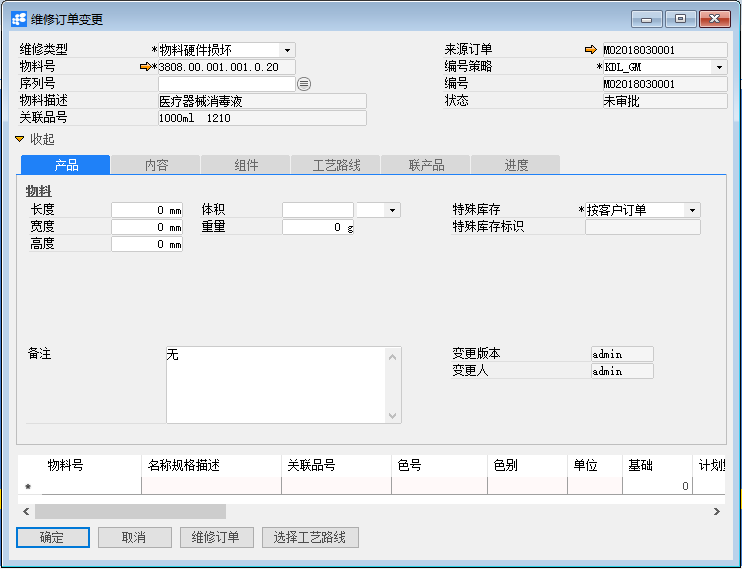 维修订单变更
维修类型 *物料硬件损坏 来源订单 MO2018030001
物料号 *3808.00.001.001.0.20 编号策略 *KDL_GM
序列号 编号 MO2018030001
物料描述 医疗器械消毒液 状态 未审批
关联品号 1000ml 1210
收起
产品 内容 组件 工艺路线 联产品 进度
物料
长度 0 mm 体积 特殊库存 *按客户订单
宽度 0 mm 重量 0 g 特殊库存标识
高度 0 mm
备注 无 变更版本 admin
变更人 admin
物料号 名称规格描述 关联品号 色号 色别 单位 基础
* 0
确定 取消 维修订单 选择工艺路线